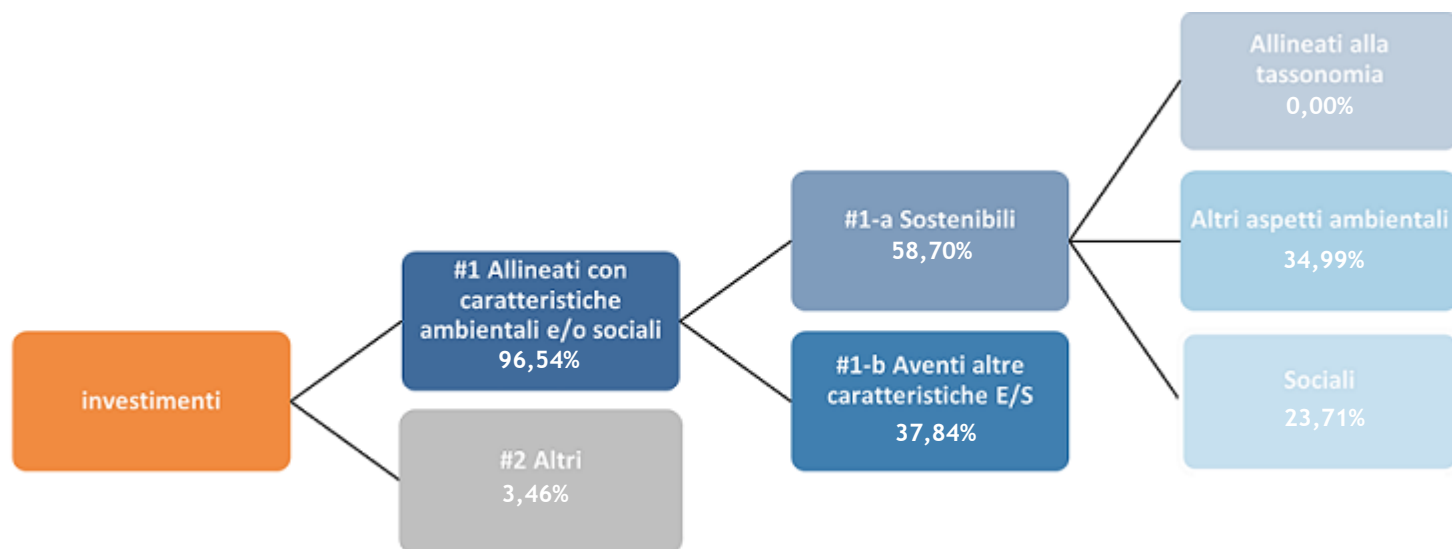 investimenti
#1 Allineati con
caratteristiche
ambientali e/o sociali
96,54%
#2 Altri
3,46%
#1-a Sostenibili
58,70%
#1-b Aventi altre
caratteristiche E/S
37,84%
Allineati alla
tassonomia
0,00%
Altri aspetti ambientali
34,99%
Sociali
23,71%